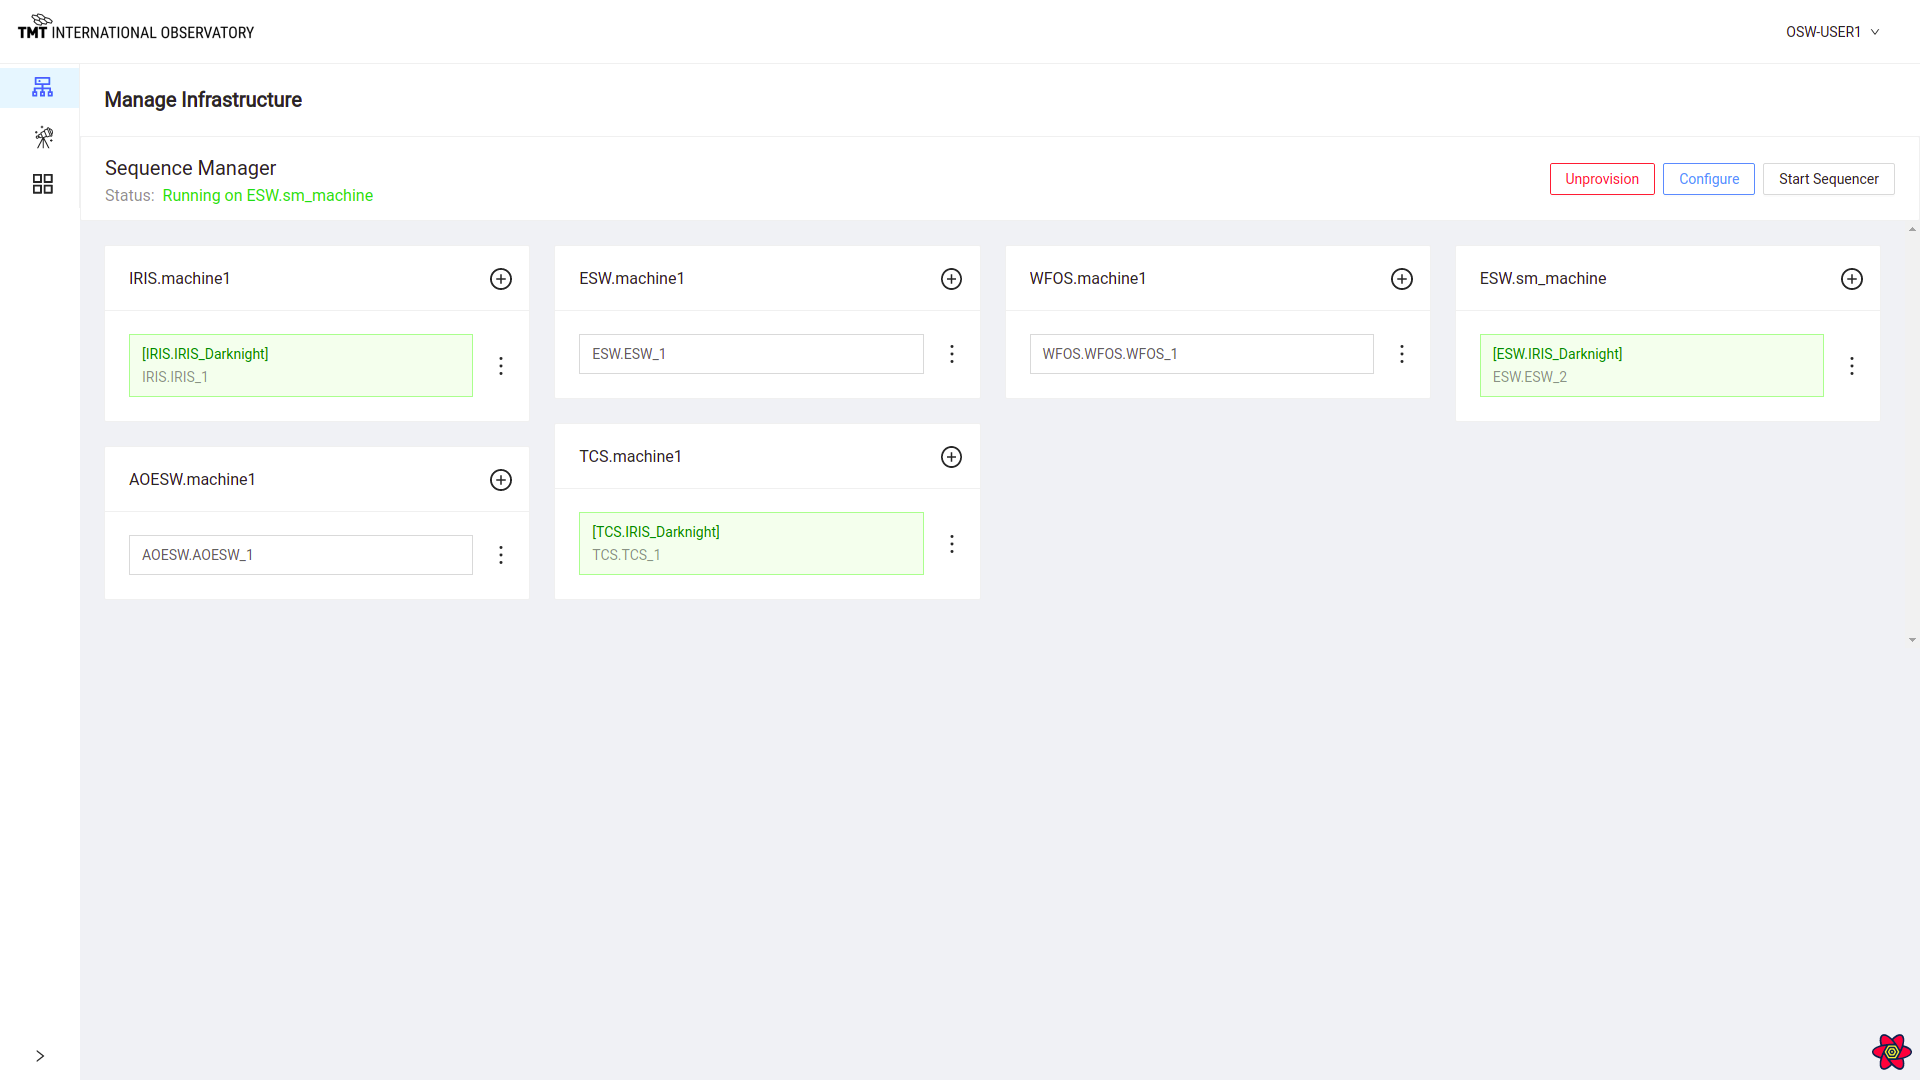 TMT INTERNATIONAL OBSERVATORY
OSW-USER1
Manage Infrastructure
Sequence Manager
Status: Running on ESW.sm_machine
Unprovision
Configure
Start Sequencer
IRIS.machine1
[IRIS.IRIS_Darknight]
IRIS.IRIS_1
AOESW.machine1
AOESW.AOESW_1
ESW.machine1
ESW.ESW_1
TCS.machine1
[TCS.IRIS_Darknight]
TCS.TCS_1
WFOS.machine1
WFOS.WFOS.WFOS_1
ESW.sm_machine
[ESW.IRIS_Darknight]
ESW.ESW_2